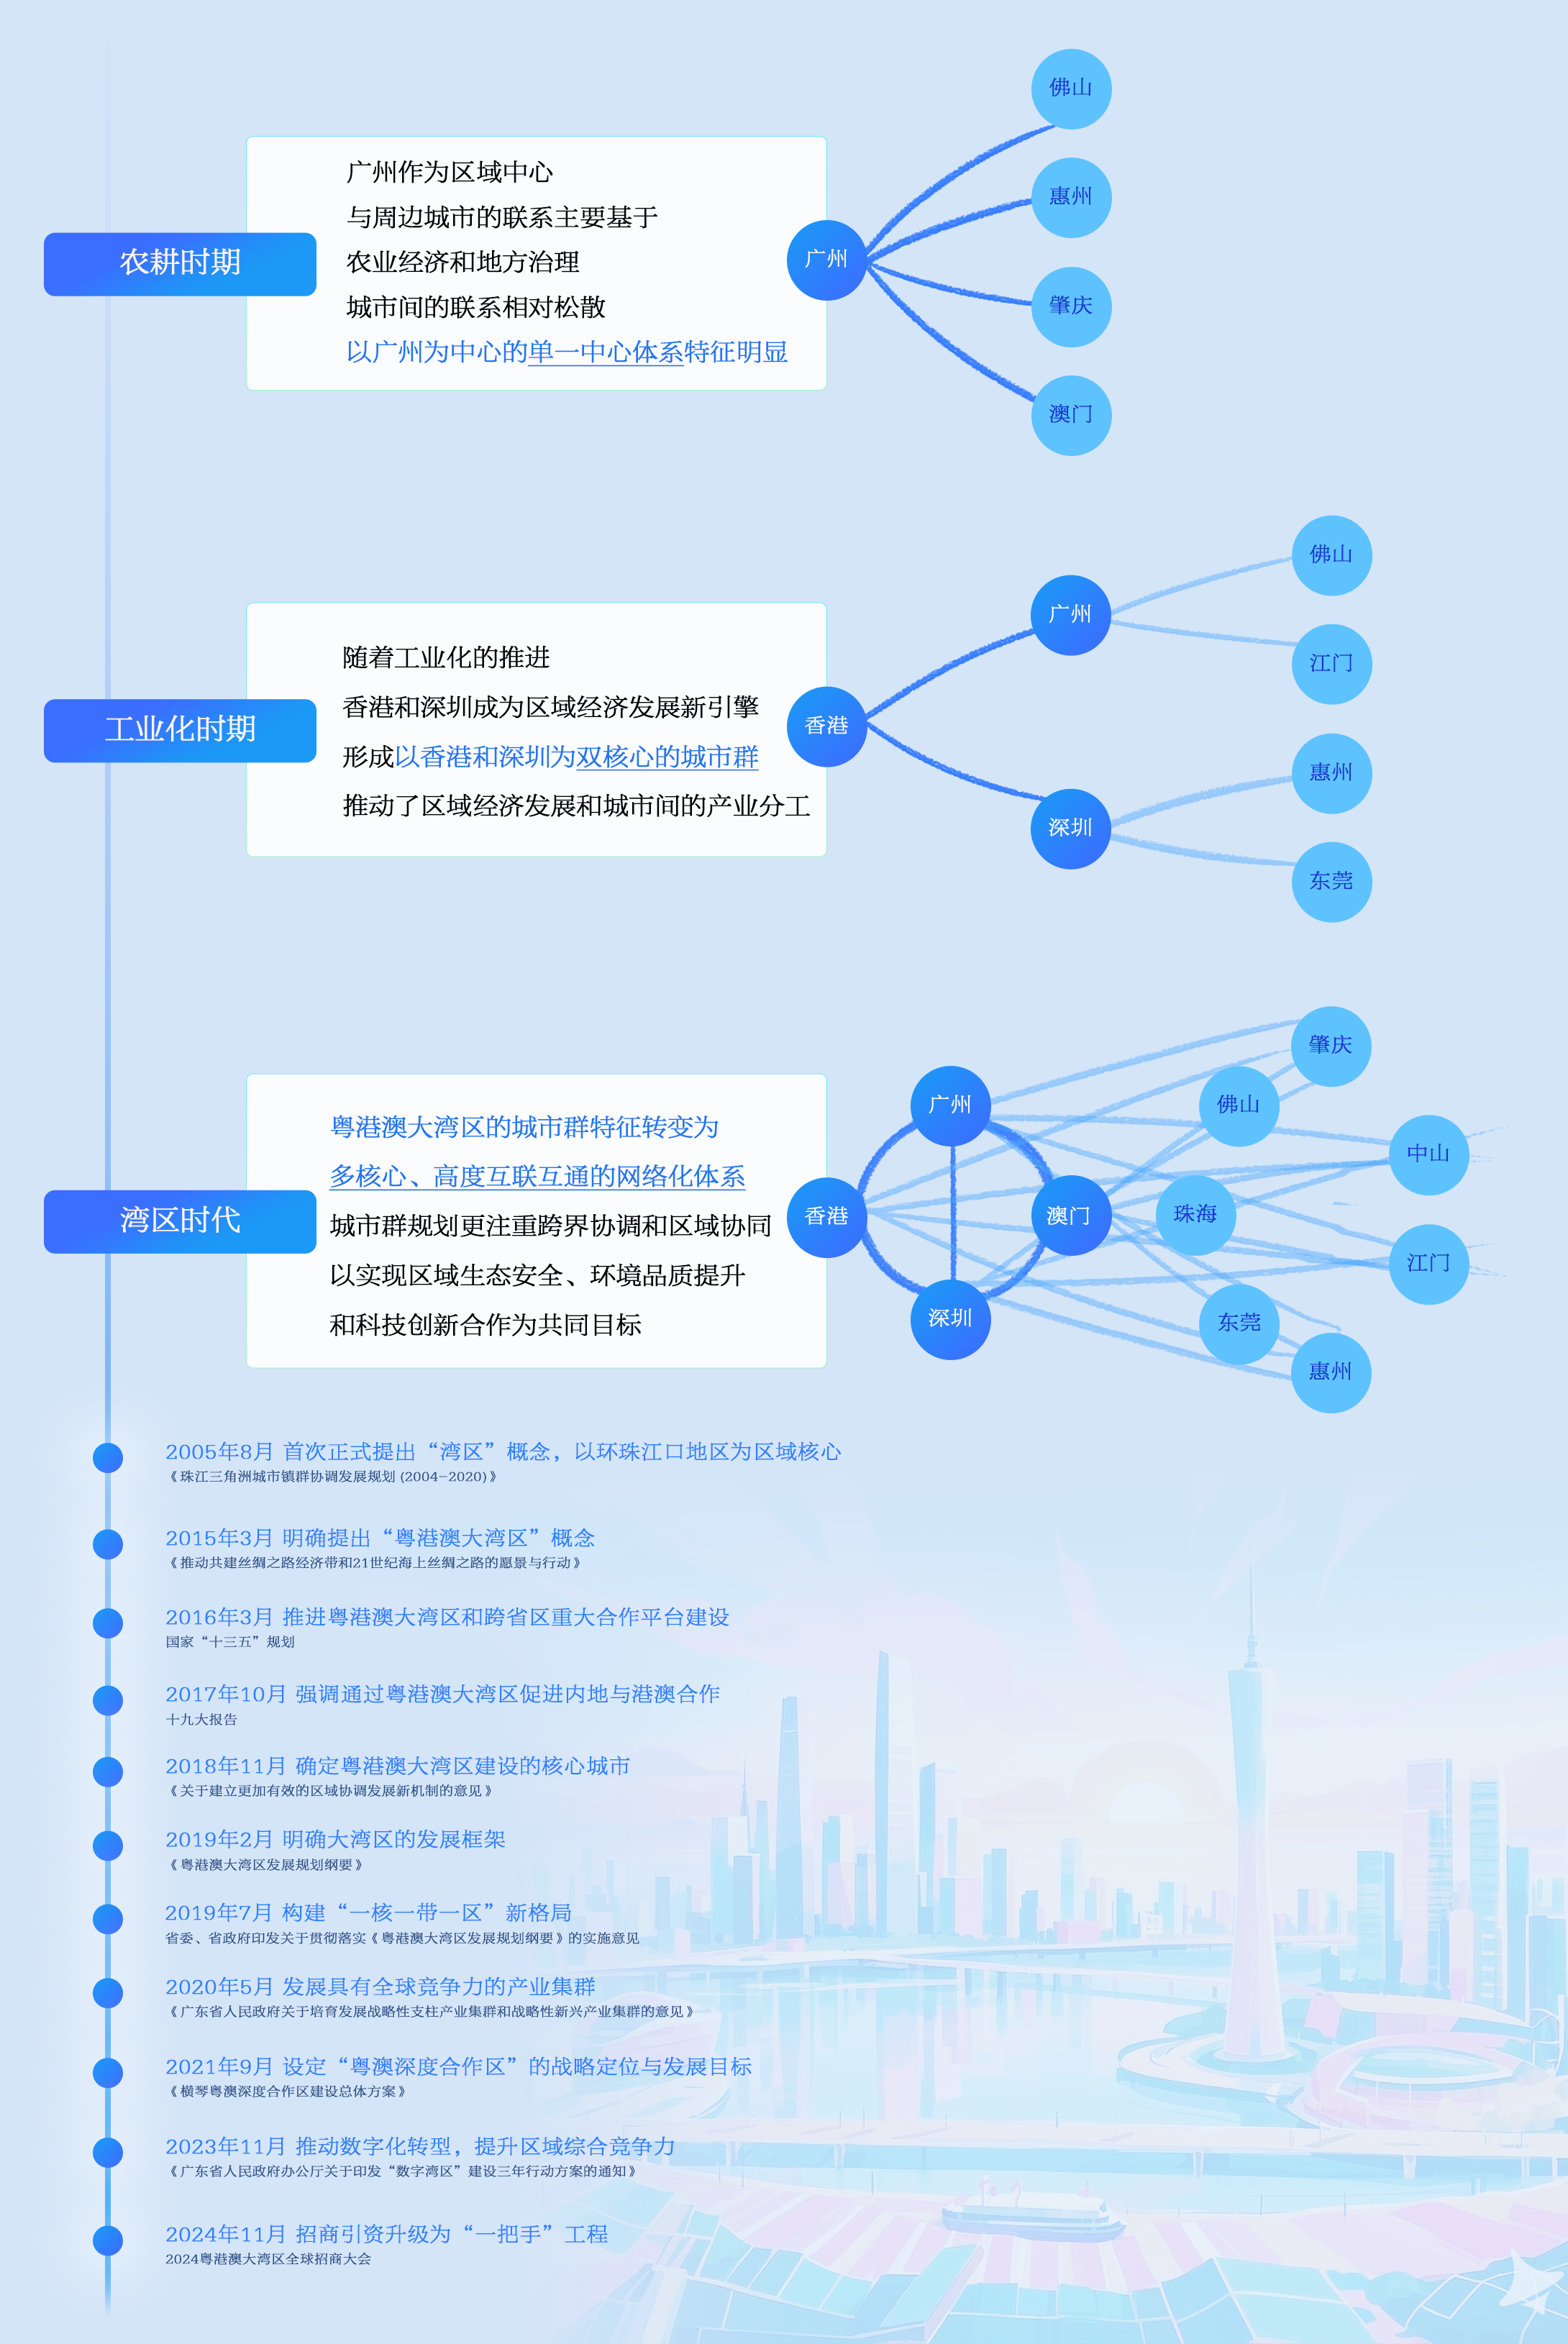 农耕时期
广州作为区域中心
与周边城市的联系主要基于
农业经济和地方治理
城市间的联系相对松散
以广州为中心的单一中心体系特征明显
广州
佛山
惠州
肇庆
澳门
工业化时期
随着工业化的推进
香港和深圳成为区域经济发展新引擎
形成以香港和深圳为双核心的城市群
推动了区域经济发展和城市间的产业分工
香港
广州
深圳
佛山
江门
惠州
东莞
湾区时代
粤港澳大湾区的城市群特征转变为
多核心、高度互联互通的网络化体系
城市群规划更注重跨界协调和区域协同
以实现区域生态安全、环境品质提升
和科技创新合作为共同目标
香港
广州
深圳
澳门
肇庆
佛山
中山
珠海
江门
东莞
惠州
2005年8月 首次正式提出“湾区”概念，以环珠江口地区为区域核心
《珠江三角洲城市镇群协调发展规划 (2004-2020)》
2015年3月 明确提出“粤港澳大湾区”概念
《推动共建丝绸之路经济带和21世纪海上丝绸之路的愿景与行动》
2016年3月 推进粤港澳大湾区和跨省区重大合作平台建设
国家“十三五”规划
2017年10月 强调通过粤港澳大湾区促进内地与港澳合作
十九大报告
2018年11月 确定粤港澳大湾区建设的核心城市
《关于建立更加有效的区域协调发展新机制的意见》
2019年2月 明确大湾区的发展框架
《粤港澳大湾区发展规划纲要》
2019年7月 构建“一核一带一区”新格局
省委、省政府印发关于贯彻落实《粤港澳大湾区发展规划纲要》的实施意见
2020年5月 发展具有全球竞争力的产业集群
《广东省人民政府关于培育发展战略性支柱产业集群和战略性新兴产业集群的意见》
2021年9月 设定“粤澳深度合作区”的战略定位与发展目标
《横琴粤澳深度合作区建设总体方案》
2023年11月 推动数字化转型，提升区域综合竞争力
《广东省人民政府办公厅关于印发“数字湾区”建设三年行动方案的通知》
2024年11月 招商引资升级为“一把手”工程
2024粤港澳大湾区全球招商大会